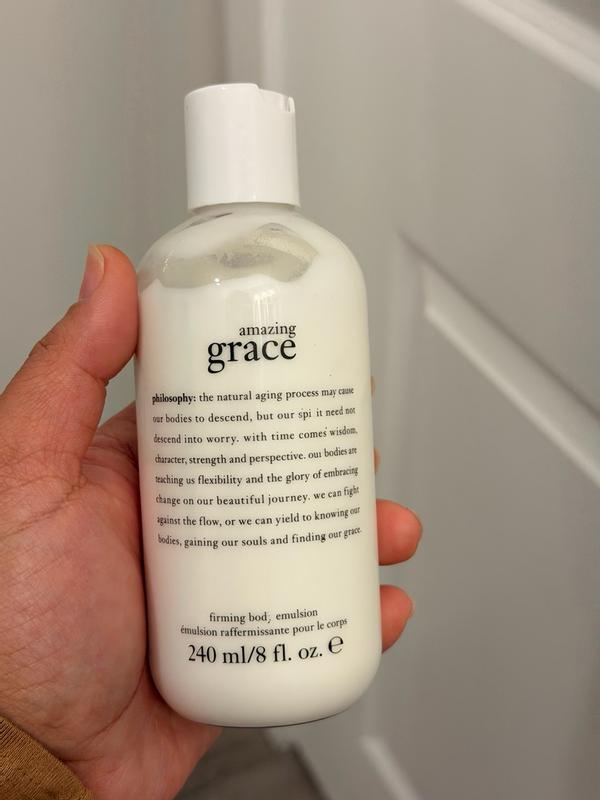 amazing
grace
philosophy: the natural aging process may cause
our bodies to descend, but our spi it need not
descend into worry. with time comes wisdom,
character, strength and perspective. our bodies are
teaching us flexibility and the glory of embracing
change on our beautiful journey. we can fight
against the flow, or we can yield to knowing our
bodies, gaining our souls and finding our grace.
firming body emulsion
émulsion raffermissante pour le corps
240 ml/8 fl. oz. ℮